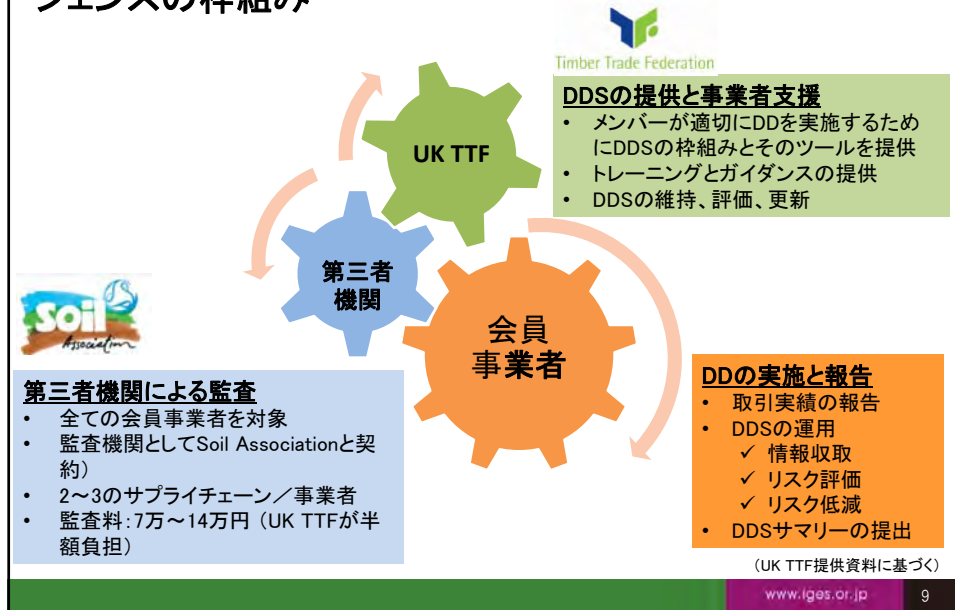 ジェンスの枠組み
Timber Trade Federation
DDSの提供と事業者支援
• メンバーが適切にDDを実施するため
にDDSの枠組みとそのツールを提供
• トレーニングとガイダンスの提供
• DDSの維持、評価、更新
UK TTF
第三者
機関
会員
事業者
soil
Association
第三者機関による監査
• 全ての会員事業者を対象
• 監査機関としてSoil Associationと契
約)
• 2~3のサプライチェーン/事業者
• 監査料:7万~14万円 (UK TTFが半
額負担)
DDの実施と報告
• 取引実績の報告
• DDSの運用
✓ 情報収取
✓ リスク評価
✓ リスク低減
• DDSサマリーの提出
(UK TTF提供資料に基づく)
www.iges.or.jp
9